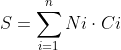 S = \sum_{i=1}^{n} Ni \cdot Ci